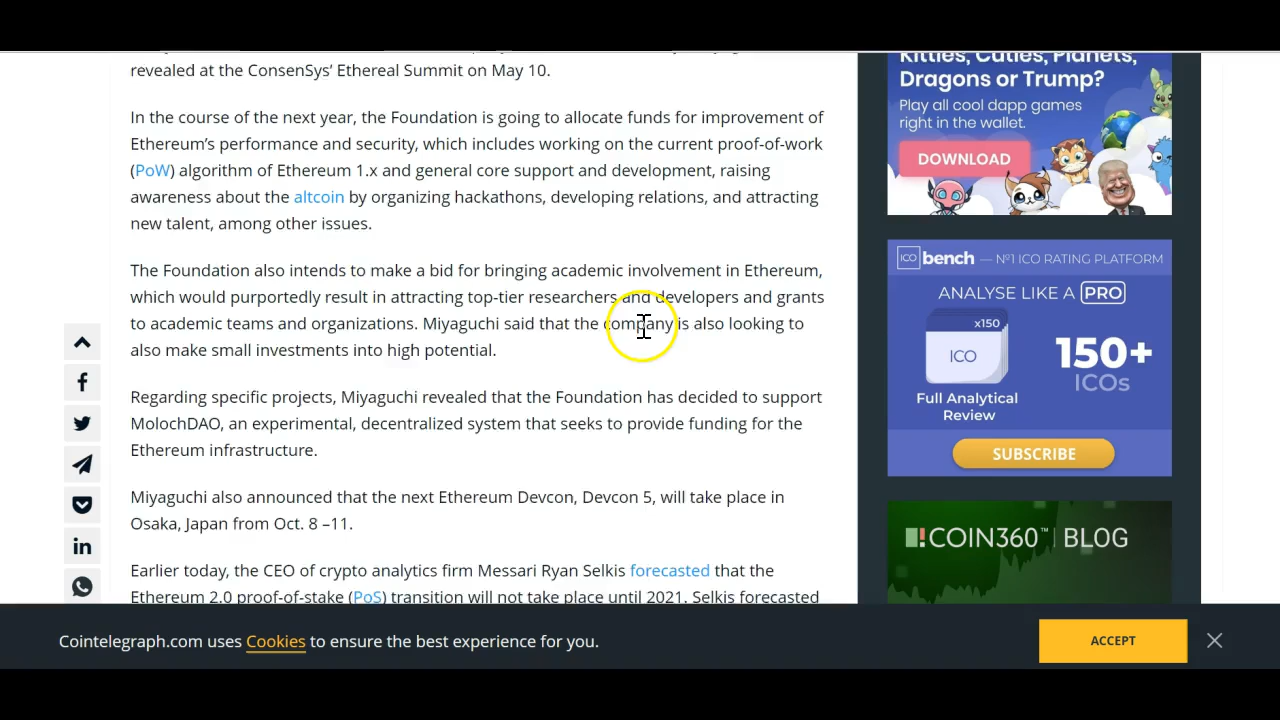 revealed at the ConsenSys’ Ethereal Summit on May 10.
In the course of the next year, the Foundation is going to allocate funds for improvement of
Ethereum’s performance and security, which includes working on the current proof-of-work
(PoW) algorithm of Ethereum 1.x and general core support and development, raising
awareness about the altcoin by organizing hackathons, developing relations, and attracting
new talent, among other issues.
The Foundation also intends to make a bid for bringing academic involvement in Ethereum,
which would purportedly result in attracting top-tier researchers and developers and grants
to academic teams and organizations. Miyaguchi said that the company is also looking to
also make small investments into high potential.
Regarding specific projects, Miyaguchi revealed that the Foundation has decided to support
MolochDAO, an experimental, decentralized system that seeks to provide funding for the
Ethereum infrastructure.
Miyaguchi also announced that the next Ethereum Devcon, Devcon 5, will take place in
Osaka, Japan from Oct. 8 –11.
Earlier today, the CEO of crypto analytics firm Messari Ryan Selkis forecasted that the
Ethereum 2.0 proof-of-stake (PoS) transition will not take place until 2021. Selkis forecasted
Kitties, Cuties, Planets,
Dragons or Trump?
Play all cool dapp games
right in the wallet.
DOWNLOAD
ICO bench — Nº1 ICO RATING PLATFORM
ANALYSE LIKE A PRO
x150
ICO
150+
ICOs
Full Analytical
Review
SUBSCRIBE
COIN360™ BLOG
Cointelegraph.com uses Cookies to ensure the best experience for you.
ACCEPT